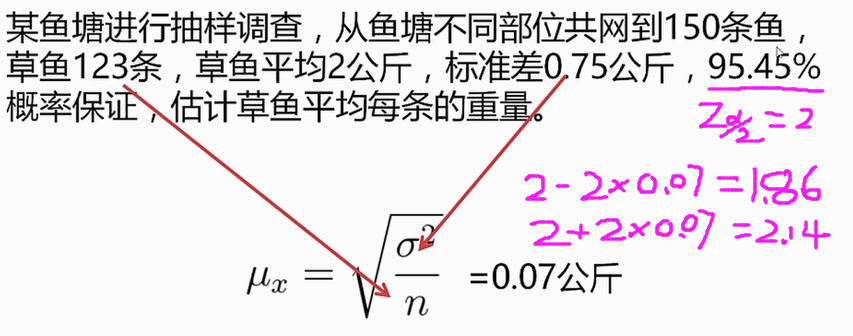 某鱼塘进行抽样调查，从鱼塘不同部位共网到150条鱼，
草鱼123条，草鱼平均2公斤，标准差0.75公斤，95.45%
概率保证，估计草鱼平均每条的重量。
Z_{α/2} = 2
2-2×0.07=1.86
2+2×0.07=2.14
μ_x = √(σ²/n) =0.07公斤